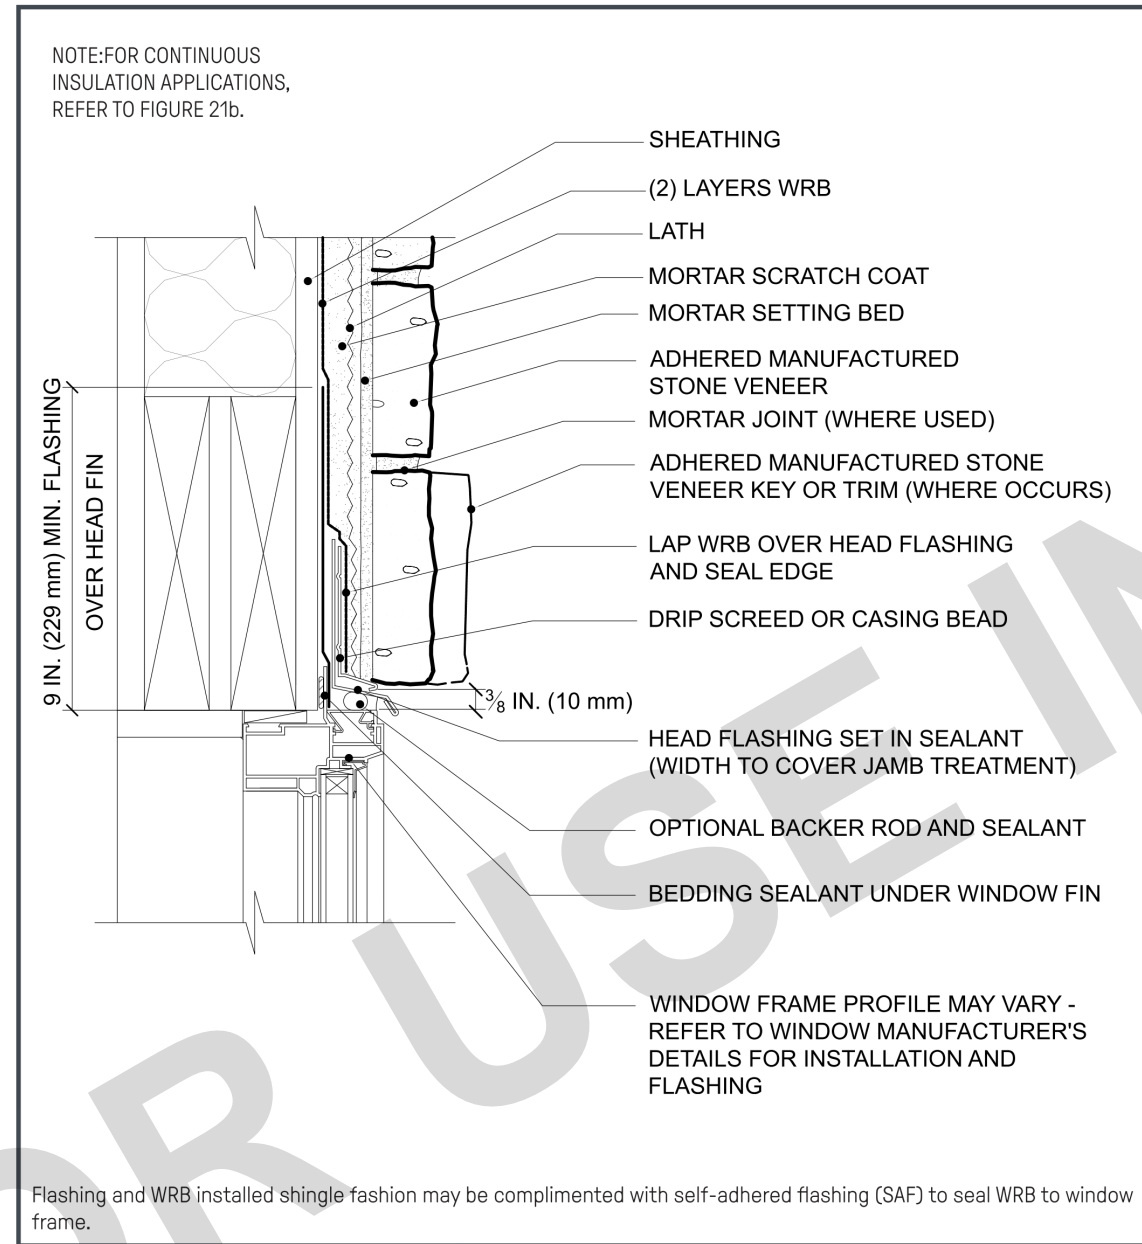 NOTE:FOR CONTINUOUS
INSULATION APPLICATIONS,
REFER TO FIGURE 21b.
SHEATHING
(2) LAYERS WRB
LATH
MORTAR SCRATCH COAT
MORTAR SETTING BED
ADHERED MANUFACTURED
STONE VENEER
MORTAR JOINT (WHERE USED)
ADHERED MANUFACTURED STONE
VENEER KEY OR TRIM (WHERE OCCURS)
9 IN. (229 mm) MIN. FLASHING
OVER HEAD FIN
LAP WRB OVER HEAD FLASHING
AND SEAL EDGE
DRIP SCREED OR CASING BEAD
3/8 IN. (10 mm)
HEAD FLASHING SET IN SEALANT
(WIDTH TO COVER JAMB TREATMENT)
OPTIONAL BACKER ROD AND SEALANT
BEDDING SEALANT UNDER WINDOW FIN
WINDOW FRAME PROFILE MAY VARY -
REFER TO WINDOW MANUFACTURER'S
DETAILS FOR INSTALLATION AND
FLASHING
Flashing and WRB installed shingle fashion may be complimented with self-adhered flashing (SAF) to seal WRB to window
frame.
OR USE IN